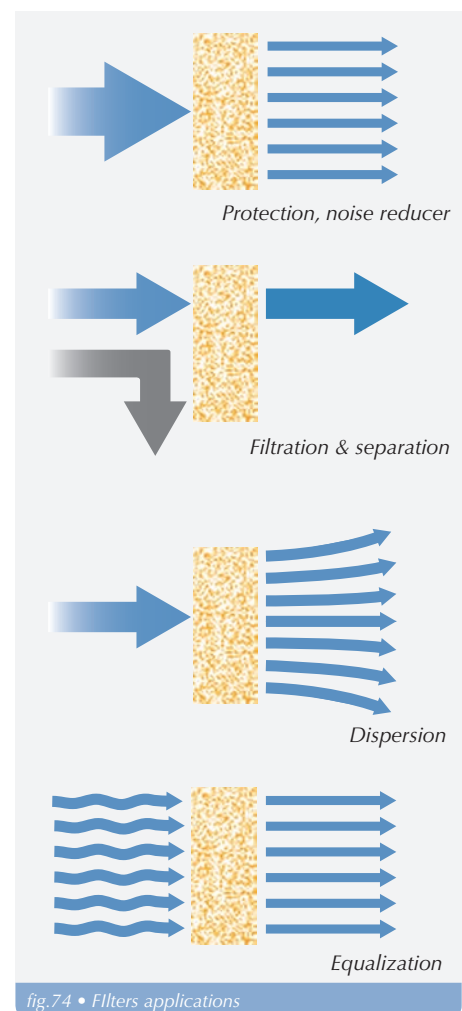 Protection, noise reducer
Filtration & separation
Dispersion
Equalization
fig.74 • FIlters applications